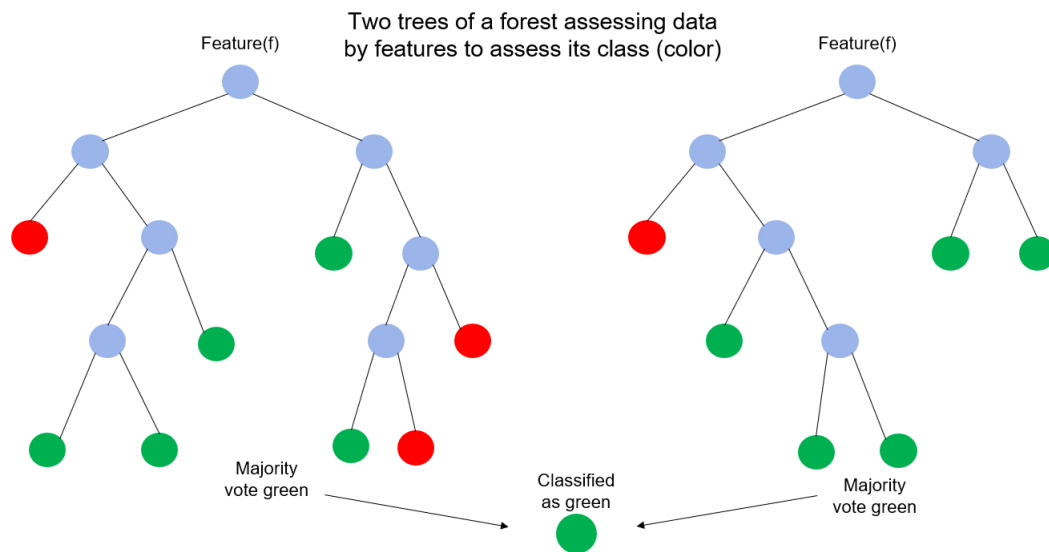 Two trees of a forest assessing data
by features to assess its class (color)
Feature(f)
Feature(f)
Majority
vote green
Classified
as green
Majority
vote green